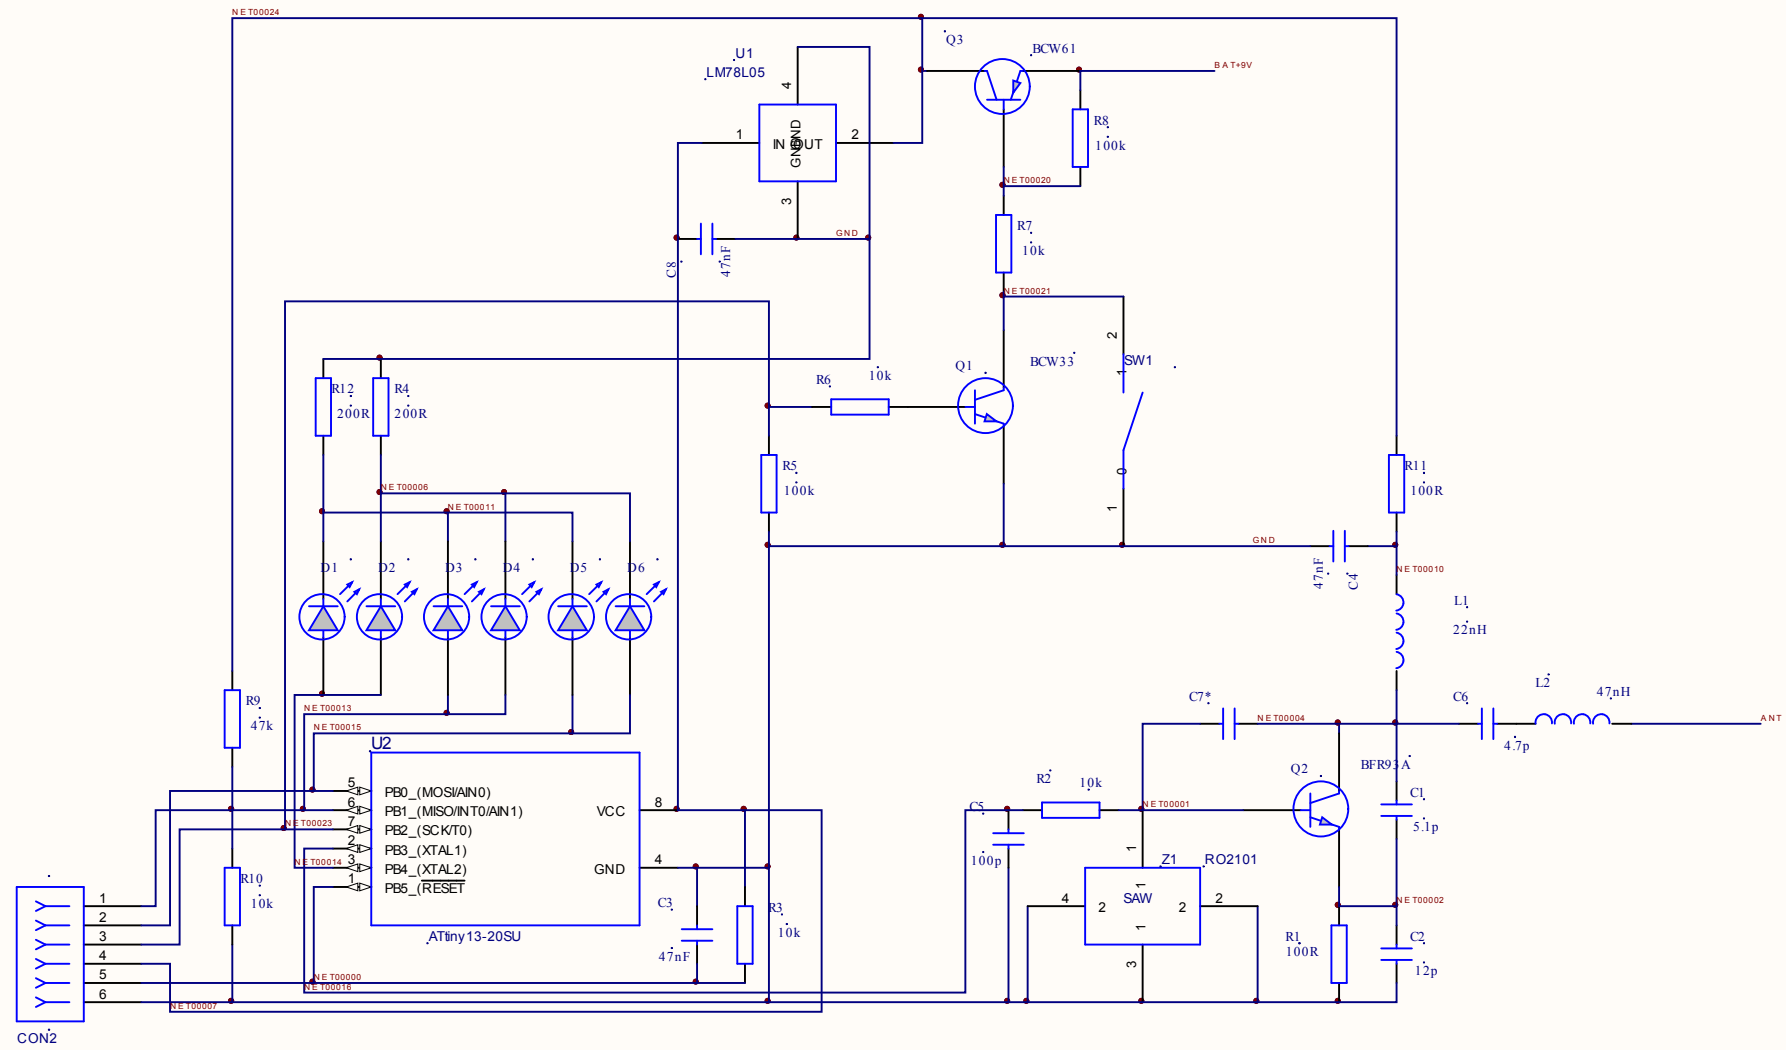 NET00024
Q3
BCW61
U1
LM78L05
BAT+9V
4
1
IN
OUT
GND
GND
2
3
R8
100k
NET00020
R7
10k
GND
C8
47nF
NET00021
2
1
SW1
0
1
BCW33
Q1
R6
10k
R12
200R
R4
200R
R5
100k
R11
100R
NET00006
NET00011
GND
47nF
C4
NET00010
D1
D2
D3
D4
D5
D6
L1
22nH
R9
47k
NET00013
NET00015
C7*
NET00004
C6
4.7p
L2
47nH
ANT
U2
5
PB0_(MOSI/AIN0)
6
PB1_(MISO/INT0/AIN1)
7
PB2_(SCK/T0)
2
PB3_(XTAL1)
3
PB4_(XTAL2)
1
PB5_(RESET
VCC
8
GND
4
NET00023
NET00014
ATtiny13-20SU
R2
10k
C5
100p
NET00001
Q2
BFR93A
C1
5.1p
R10
10k
Z1
RO2101
1
1
SAW
4
2
2
2
1
3
NET00002
C3
47nF
R3
10k
R1
100R
C2
12p
1
2
3
4
5
6
NET00000
NET00016
NET00007
CON2